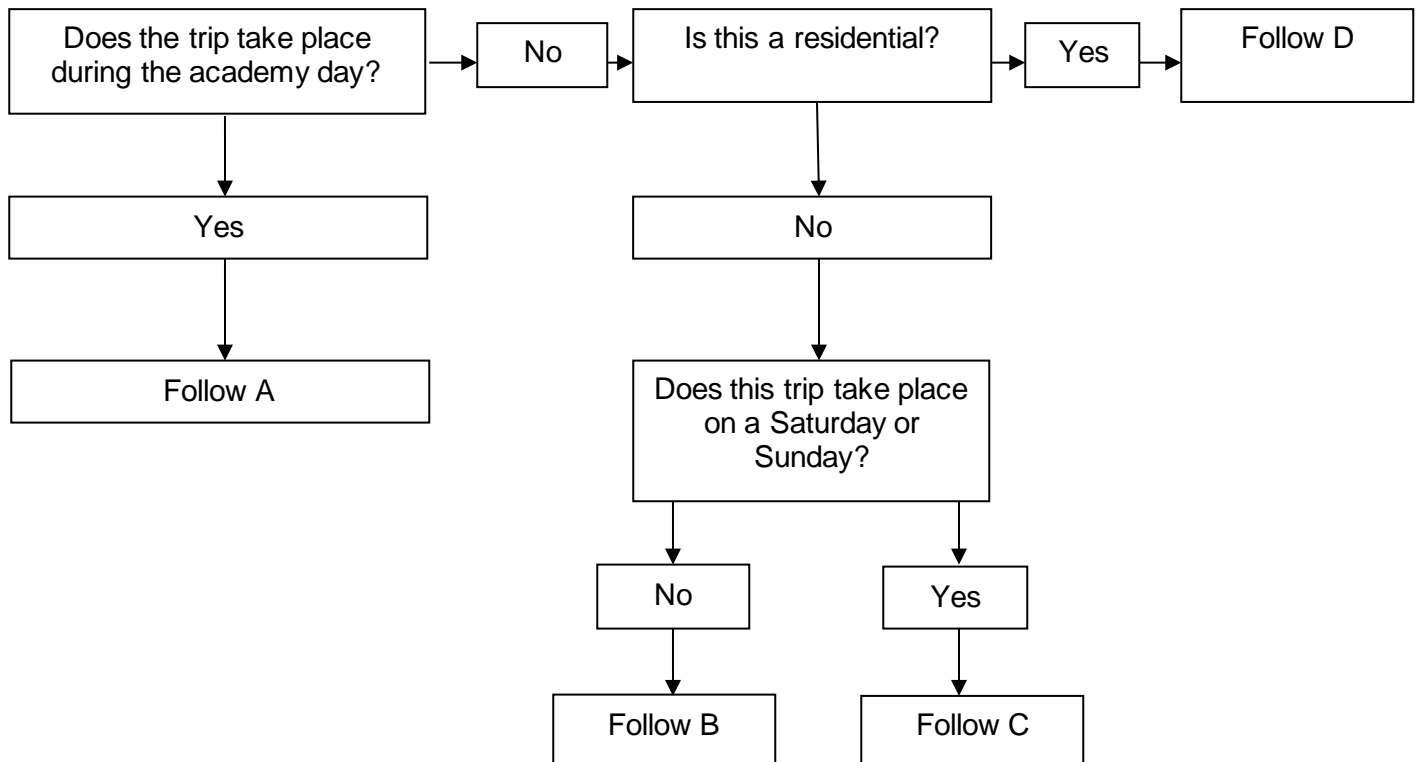 Does the trip take place
during the academy day?
No
Is this a residential?
Yes
Follow D
Yes
No
Follow A
Does this trip take place
on a Saturday or
Sunday?
No
Yes
Follow B
Follow C